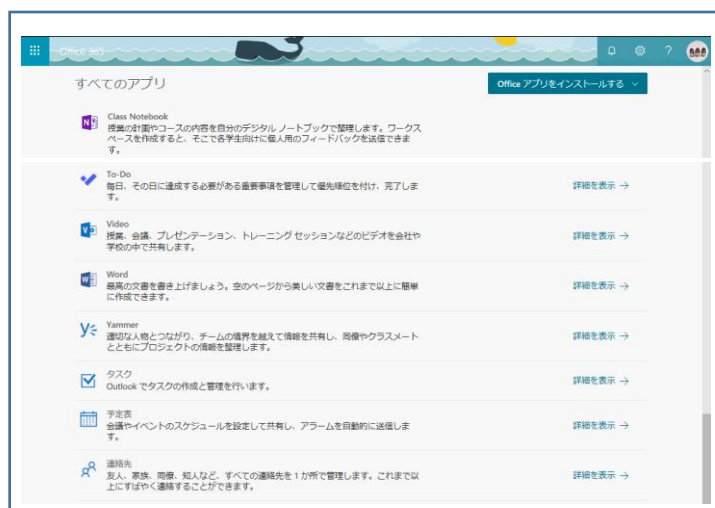 Office 365
?
すべてのアプリ
Office アプリをインストールする
Class Notebook
授業の計画やコースの内容を自分のデジタル ノートブックで整理します。ワークス
ペースを作成すると、そこで各学生向けに個人用のフィードバックを送信できま
す。
To-Do
毎日、その日に達成する必要がある重要事項を管理して優先順位を付け、完了しま
す。
詳細を表示 →
Video
授業、会議、プレゼンテーション、トレーニング セッションなどのビデオを会社や
学校の中で共有します。
詳細を表示 →
Word
最高の文書を書き上げましょう。空のページから美しい文書をこれまで以上に簡単
に作成できます。
詳細を表示 →
Yammer
適切な人物とつながり、チームの境界を越えて情報を共有し、同僚やクラスメート
とともにプロジェクトの情報を整理します。
詳細を表示 →
タスク
Outlook でタスクの作成と管理を行います。
詳細を表示 →
予定表
会議やイベントのスケジュールを設定して共有し、アラームを自動的に送信しま
す。
詳細を表示 →
連絡先
友人、家族、同僚、知人など、すべての連絡先を 1 か所で管理します。これまで以
上にすばやく連絡することができます。
詳細を表示 →